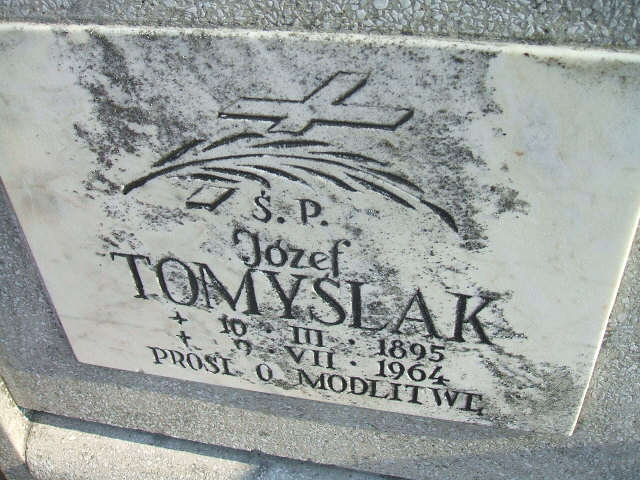 Ś. P.
Józef
TOMYŚLAK
* 10 · III · 1895
+ 9 · VII · 1964
PROSI O MODLITWĘ